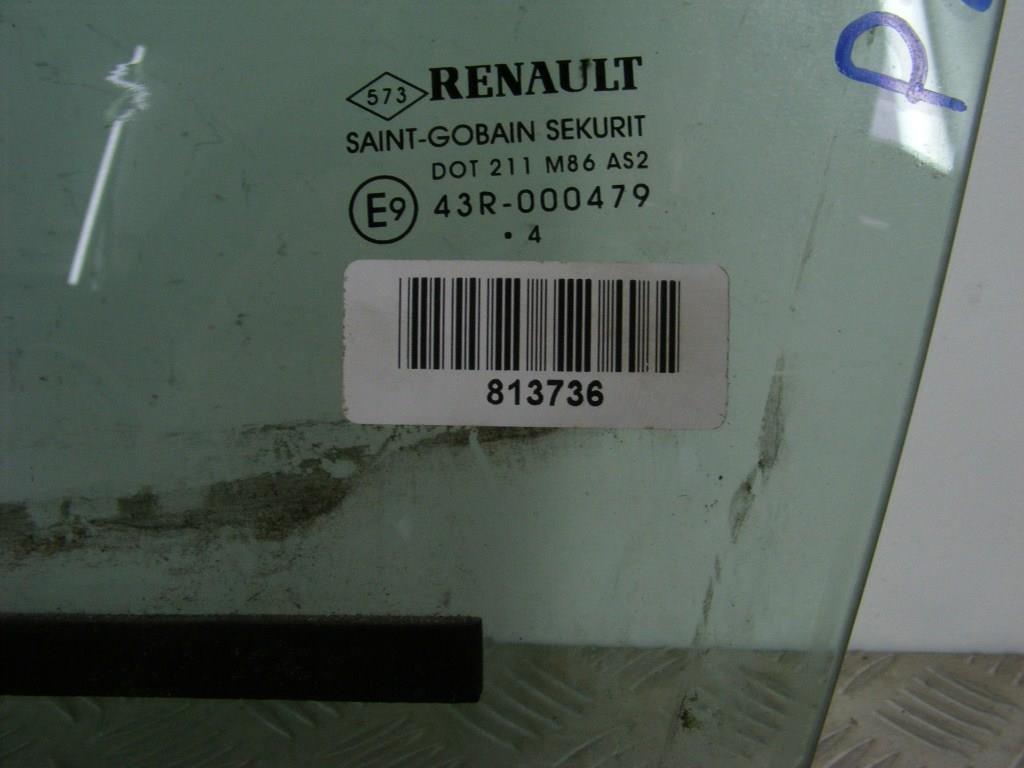 573 RENAULT
SAINT-GOBAIN SEKURIT
DOT 211 M86 AS2
E9 43R-000479
• 4
813736